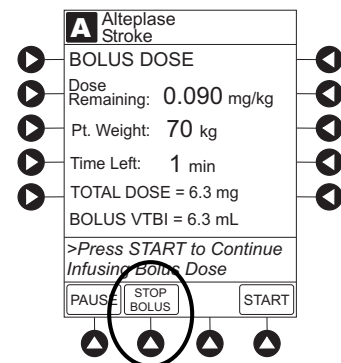 A Alteplase
Stroke
BOLUS DOSE
Dose
Remaining: 0.090 mg/kg
Pt. Weight: 70 kg
Time Left: 1 min
TOTAL DOSE = 6.3 mg
BOLUS VTBI = 6.3 mL
>Press START to Continue
Infusing Bolus Dose
PAUSE STOP BOLUS START